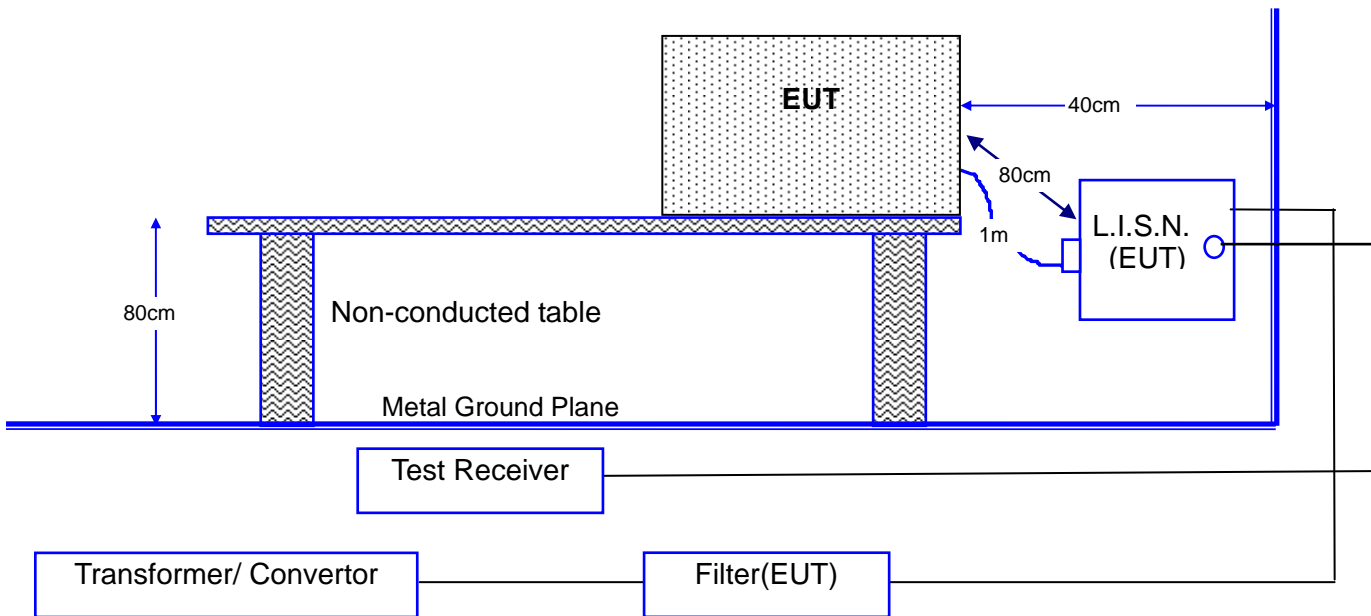 EUT
40cm
80cm
1m
L.I.S.N.
(EUT)
80cm
Non-conducted table
Metal Ground Plane
Test Receiver
Transformer/ Convertor
Filter(EUT)